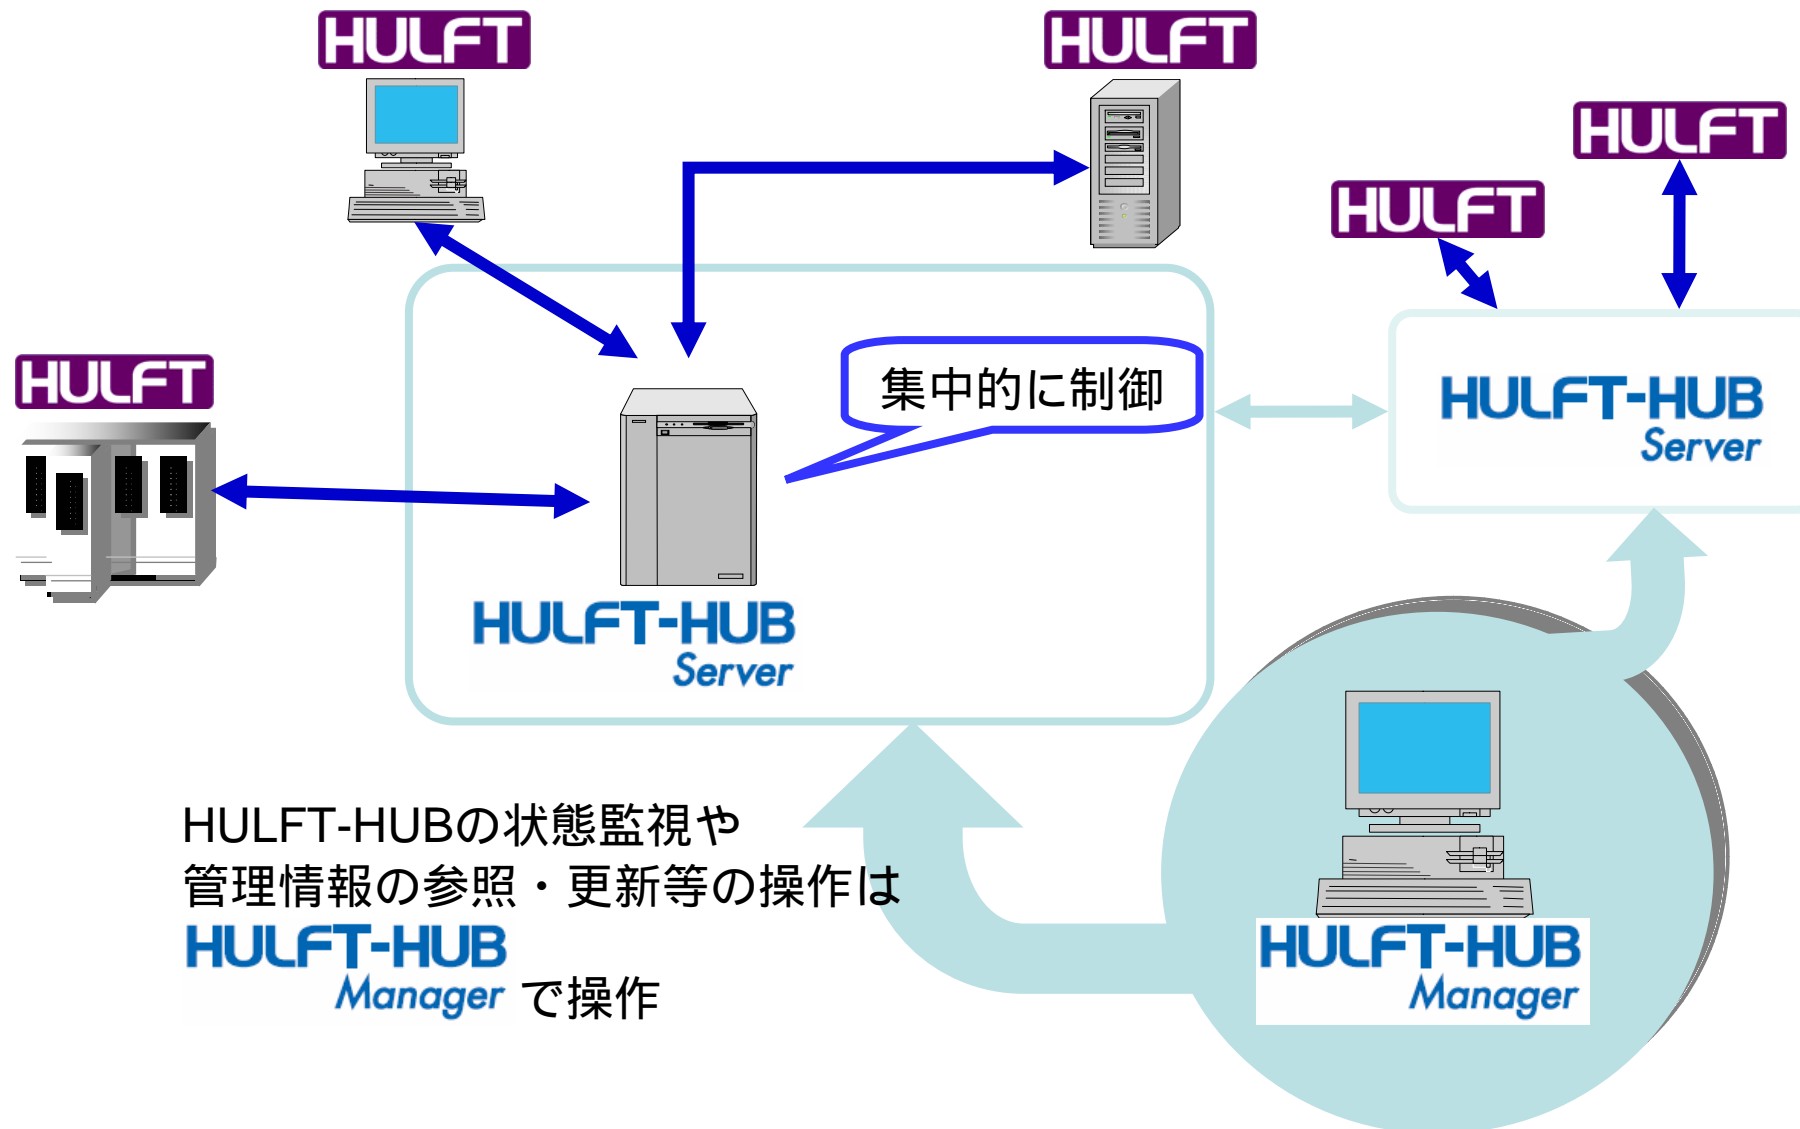 HULFT
HULFT
HULFT
HULFT
HULFT
集中的に制御
HULFT-HUB
Server
HULFT-HUB
Server
HULFT-HUBの状態監視や
管理情報の参照・更新等の操作は
HULFT-HUB
Manager で操作
HULFT-HUB
Manager